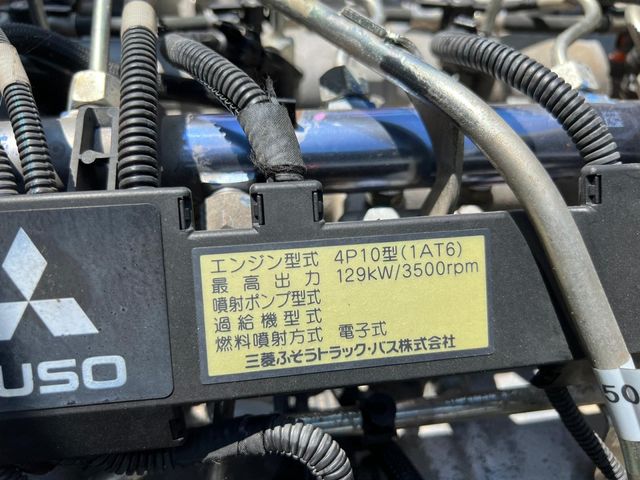 エンジン型式 4P10型(1AT6)
最高出力 129kW/3500rpm
噴射ポンプ型式
過給機型式
燃料噴射方式 電子式
三菱ふそうトラック・バス株式会社
USO
50